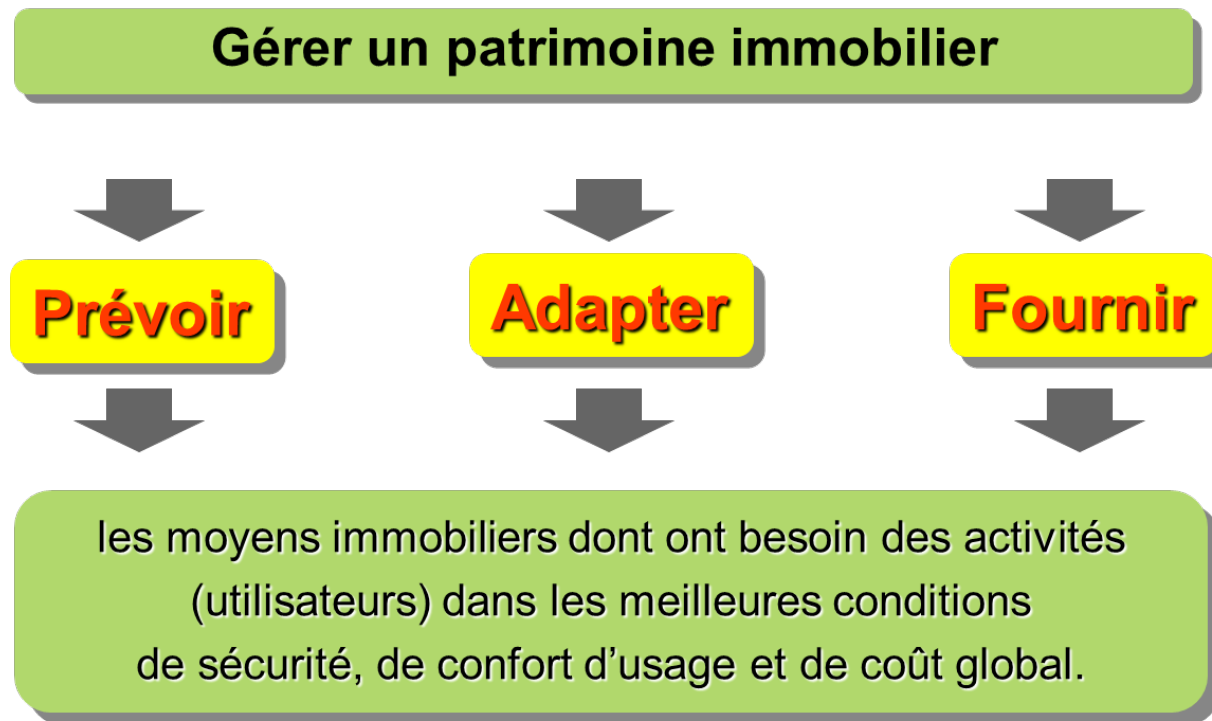 Gérer un patrimoine immobilier
Prévoir
Adapter
Fournir
les moyens immobiliers dont ont besoin des activités
(utilisateurs) dans les meilleures conditions
de sécurité, de confort d’usage et de coût global.